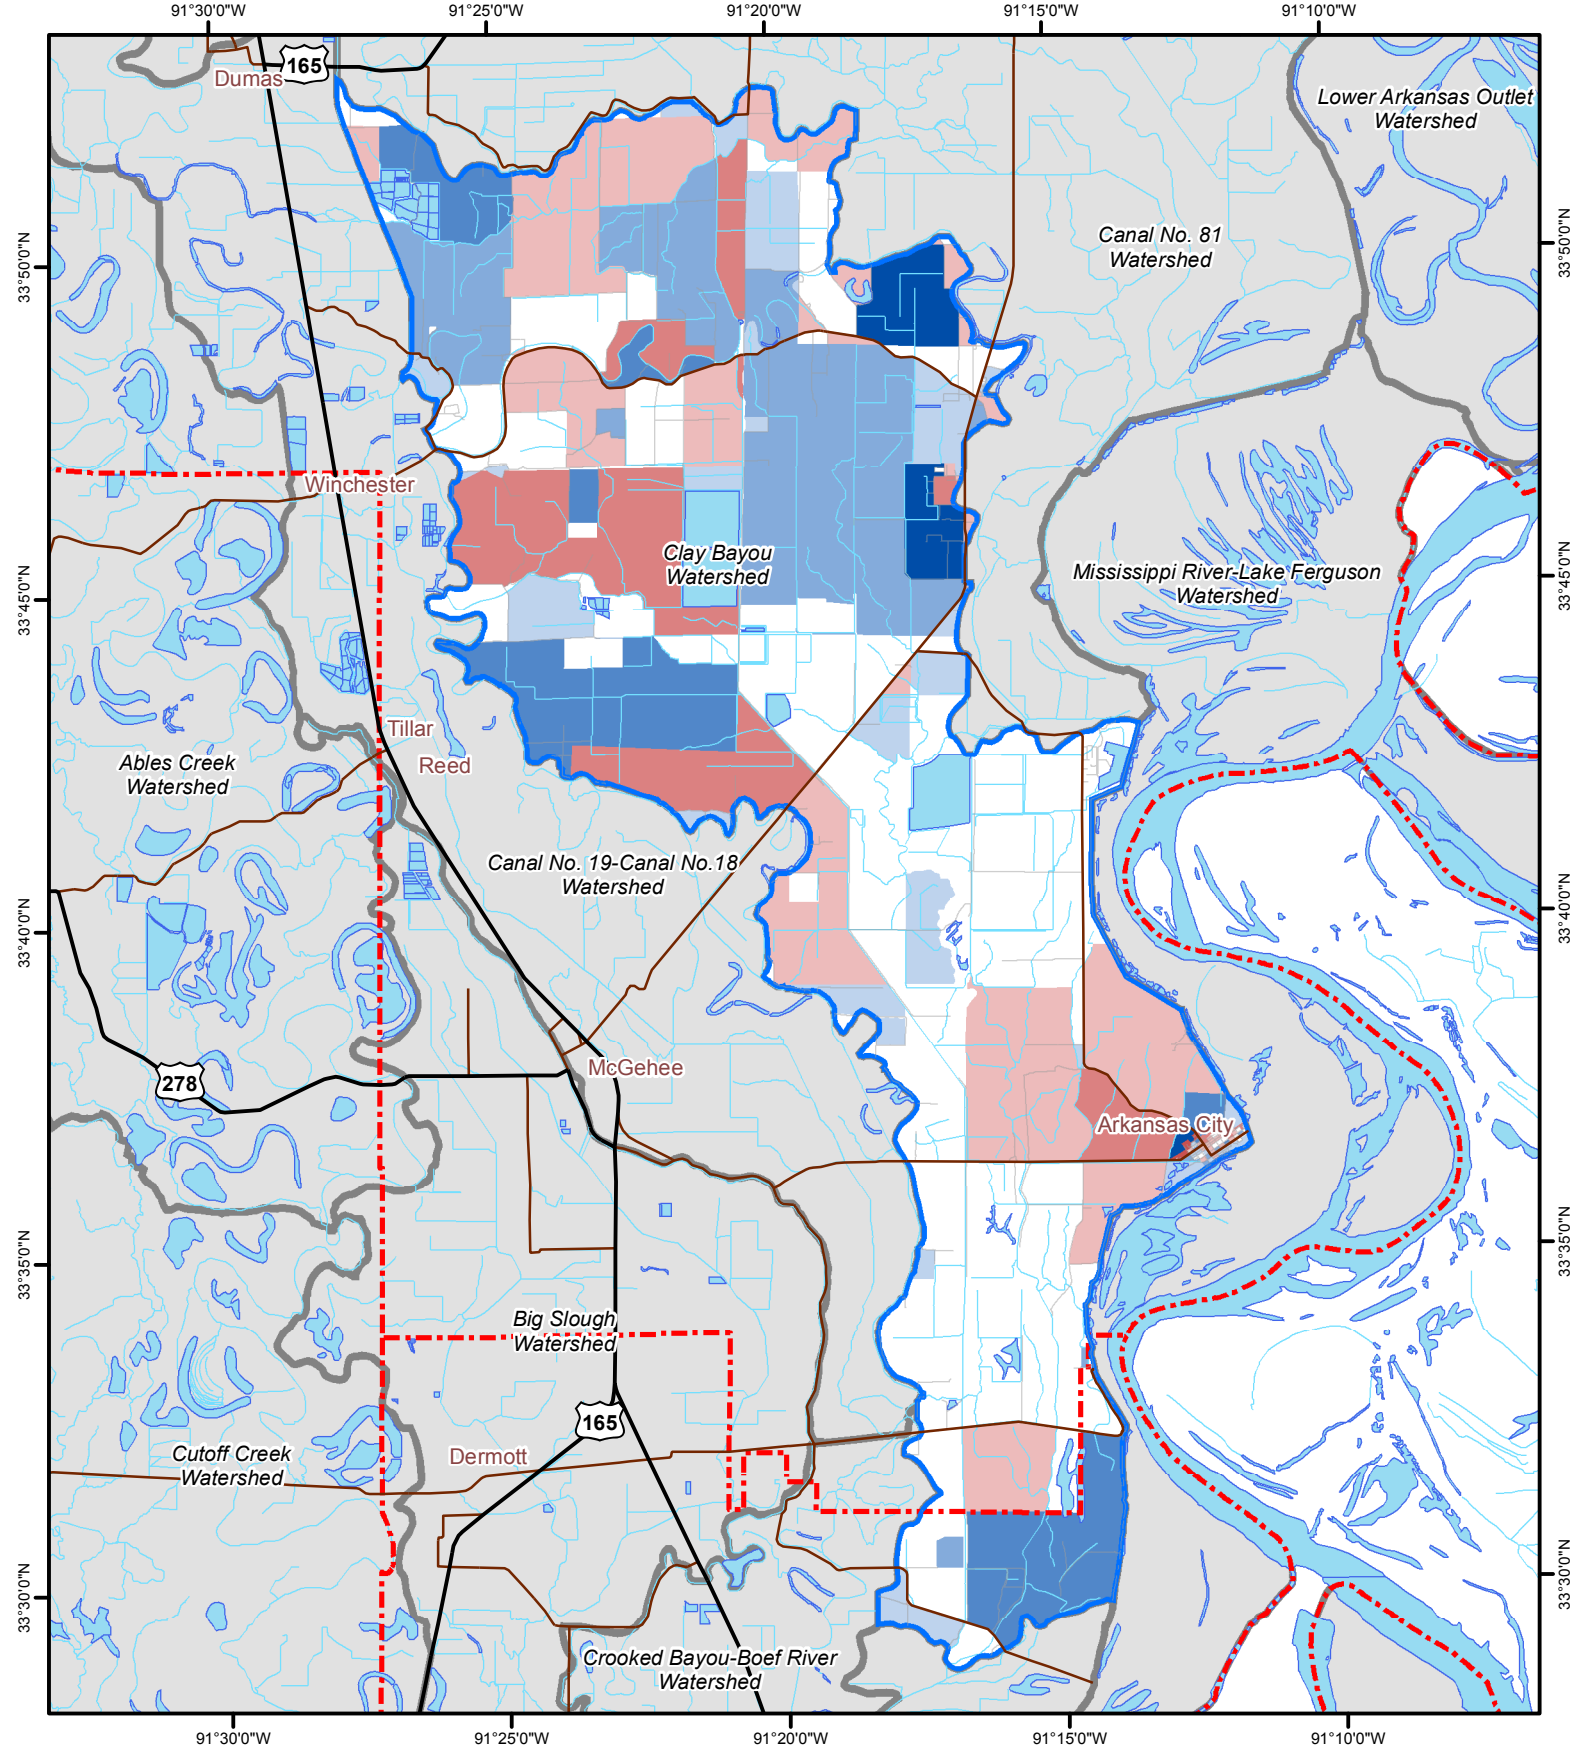 91°30'0"W
91°25'0"W
91°20'0"W
91°15'0"W
91°10'0"W
165
Dumas
Lower Arkansas Outlet
Watershed
33°50'0"N
33°50'0"N
Canal No. 81
Watershed
Winchester
Clay Bayou
Watershed
33°45'0"N
33°45'0"N
Mississippi River-Lake Ferguson
Watershed
Tillar
Reed
Ables Creek
Watershed
Canal No. 19-Canal No.18
Watershed
33°40'0"N
33°40'0"N
278
McGehee
Arkansas City
33°35'0"N
33°35'0"N
Big Slough
Watershed
165
Dermott
Cutoff Creek
Watershed
33°30'0"N
33°30'0"N
Crooked Bayou-Boef River
Watershed
91°30'0"W
91°25'0"W
91°20'0"W
91°15'0"W
91°10'0"W